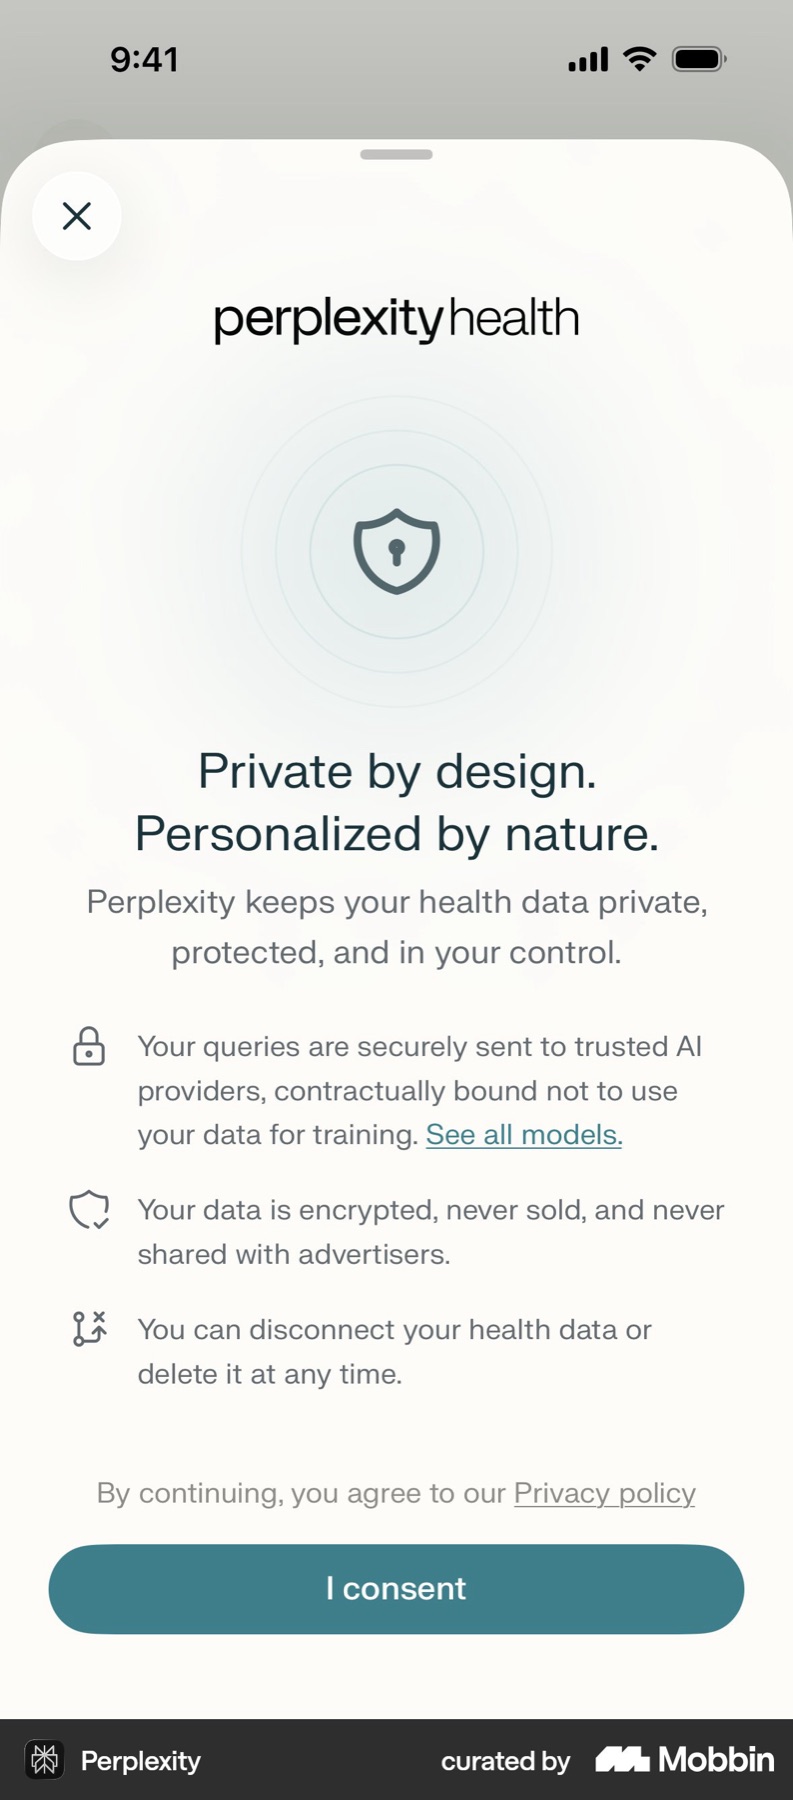 9:41
perplexity health
Private by design.
Personalized by nature.
Perplexity keeps your health data private,
protected, and in your control.
Your queries are securely sent to trusted AI
providers, contractually bound not to use
your data for training. See all models.
Your data is encrypted, never sold, and never
shared with advertisers.
You can disconnect your health data or
delete it at any time.
By continuing, you agree to our Privacy policy
I consent
Perplexity curated by Mobbin